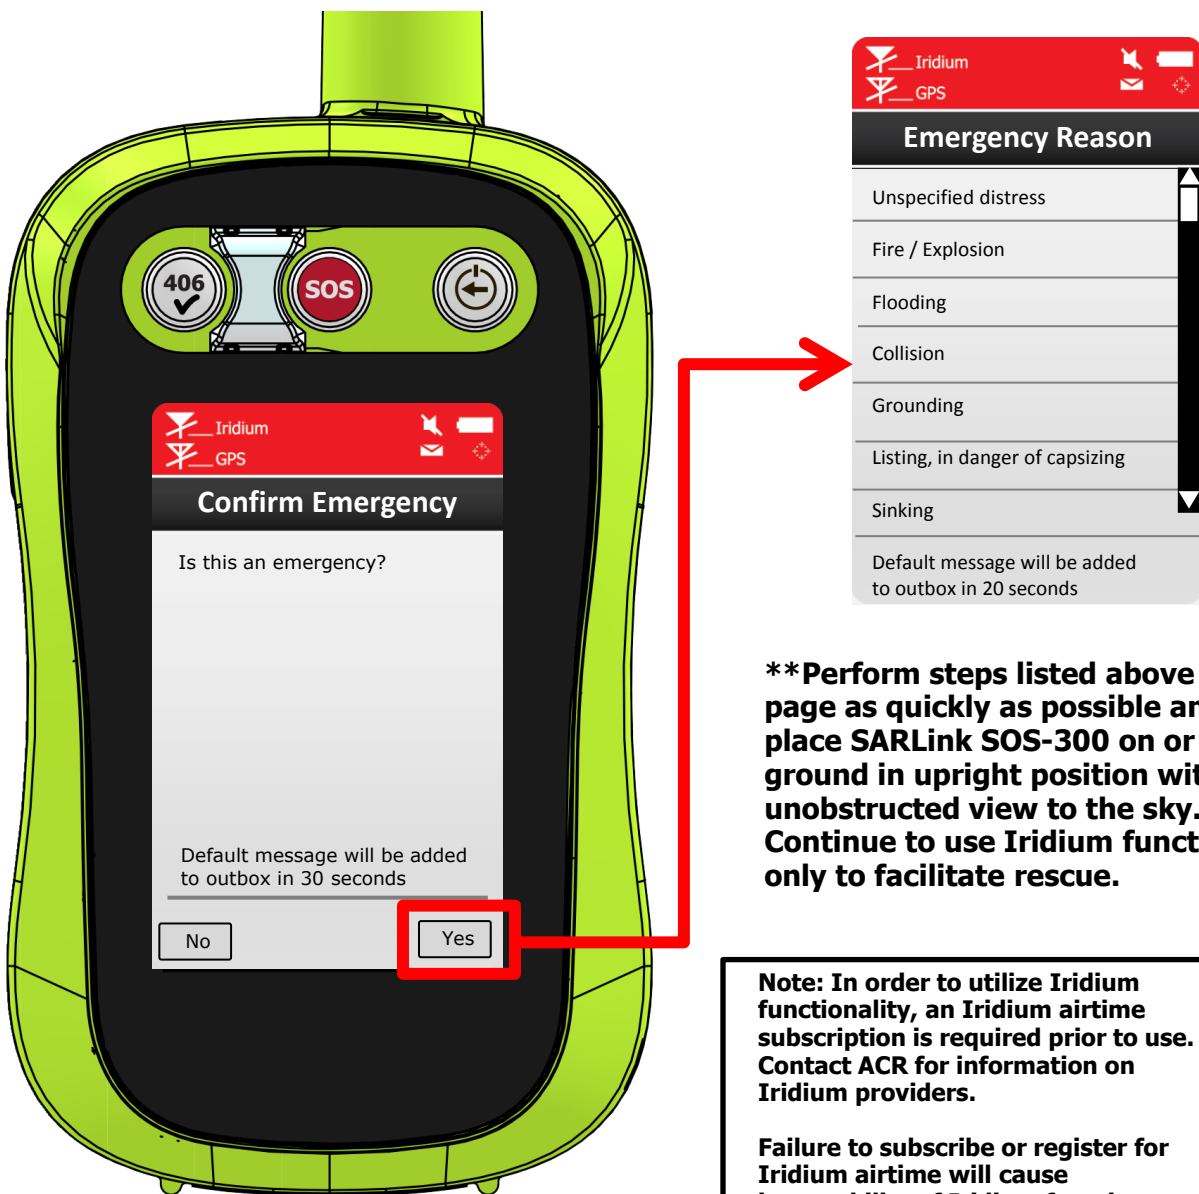 406
SOS
Iridium
GPS
Confirm Emergency
Is this an emergency?
Default message will be added
to outbox in 30 seconds
No
Yes
Iridium
GPS
Emergency Reason
Unspecified distress
Fire / Explosion
Flooding
Collision
Grounding
Listing, in danger of capsizing
Sinking
Default message will be added
to outbox in 20 seconds
**Perform steps listed above
page as quickly as possible
place SARLink SOS-300 on or
ground in upright position
unobstructed view to the sky.
Continue to use Iridium
only to facilitate rescue.
Note: In order to utilize Iridium
functionality, an Iridium airtime
subscription is required prior to use.
Contact ACR for information on
Iridium providers.
Failure to subscribe or register for
Iridium airtime will cause